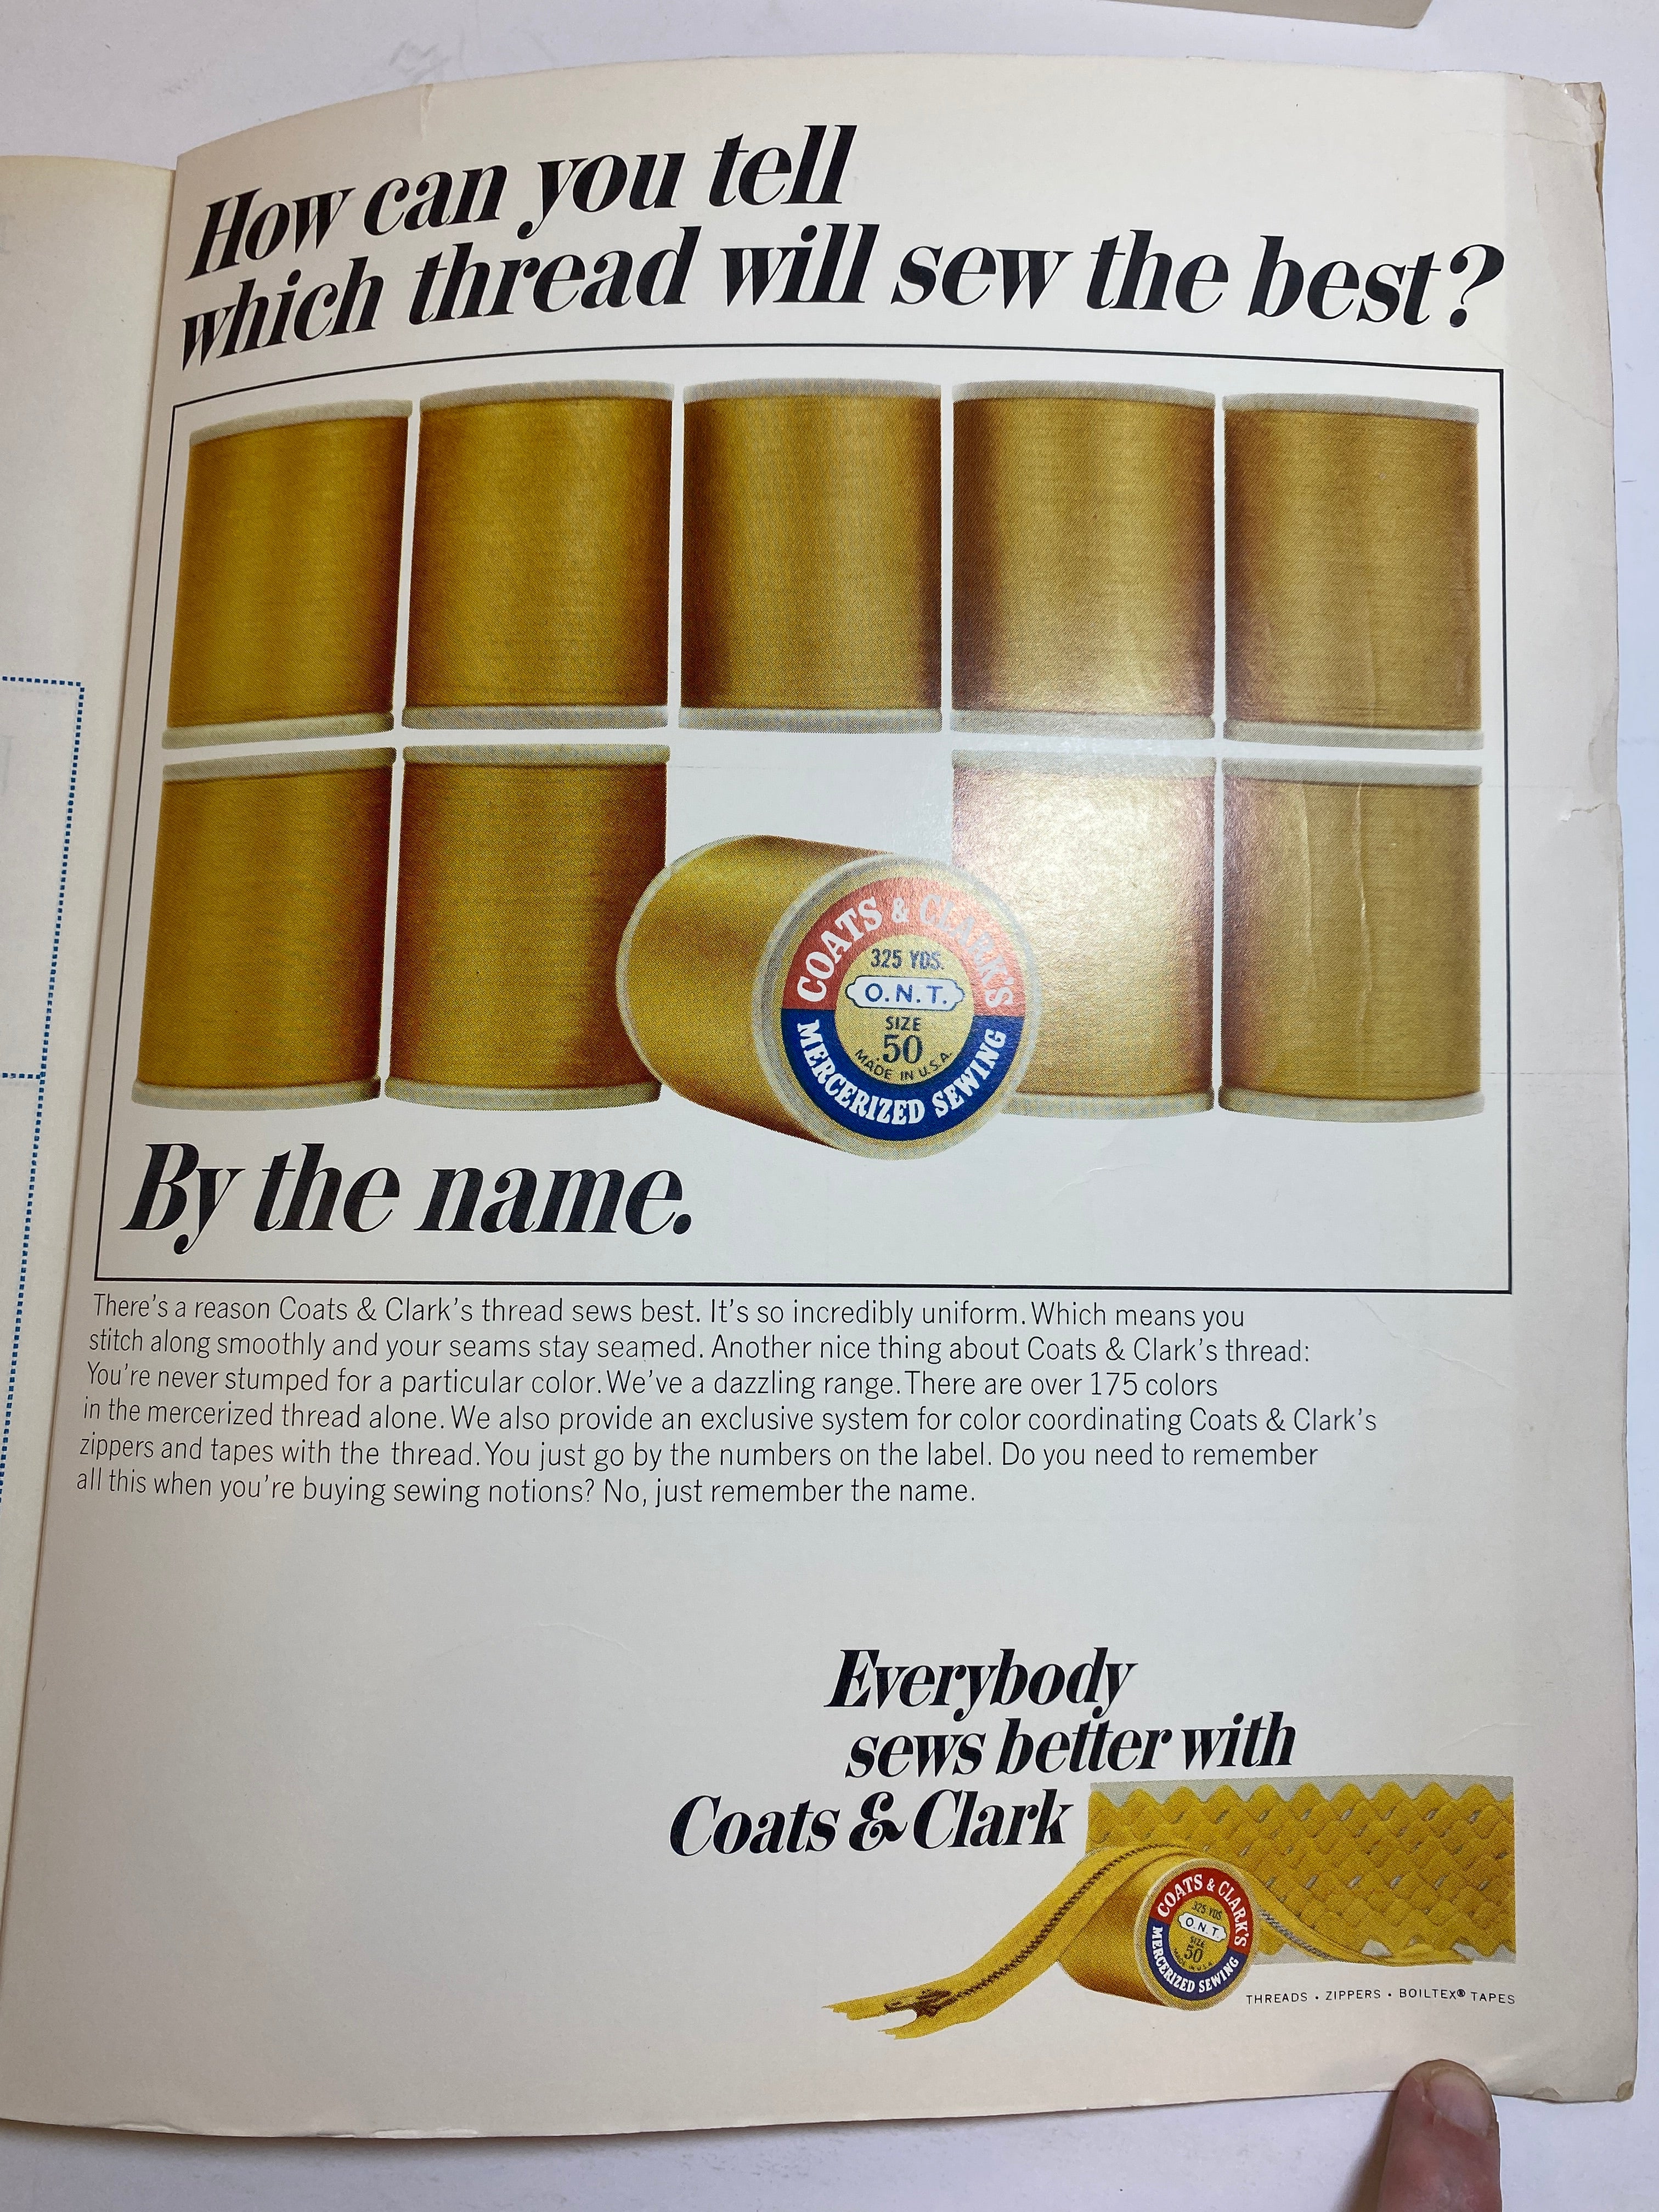 How can you tell
which thread will sew the best?
COATS & CLARK'S
325 YDS.
O.N.T.
SIZE
50
MADE IN U.S.A.
MERCERIZED SEWING
By the name.
There's a reason Coats & Clark's thread sews best. It's so incredibly uniform. Which means you
stitch along smoothly and your seams stay seamed. Another nice thing about Coats & Clark's thread:
You're never stumped for a particular color. We've a dazzling range. There are over 175 colors
in the mercerized thread alone. We also provide an exclusive system for color coordinating Coats & Clark's
zippers and tapes with the thread. You just go by the numbers on the label. Do you need to remember
all this when you're buying sewing notions? No, just remember the name.
Everybody
sews better with
Coats & Clark
COATS & CLARK'S
325 YDS.
O.N.T.
SIZE
50
MADE IN U.S.A.
MERCERIZED SEWING
THREADS • ZIPPERS • BOILTEX® TAPES